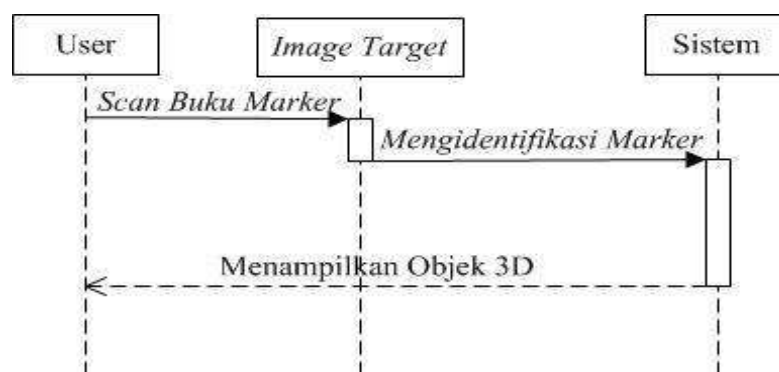 User
Image Target
Sistem
Scan Buku Marker
Mengidentifikasi Marker
Menampilkan Objek 3D